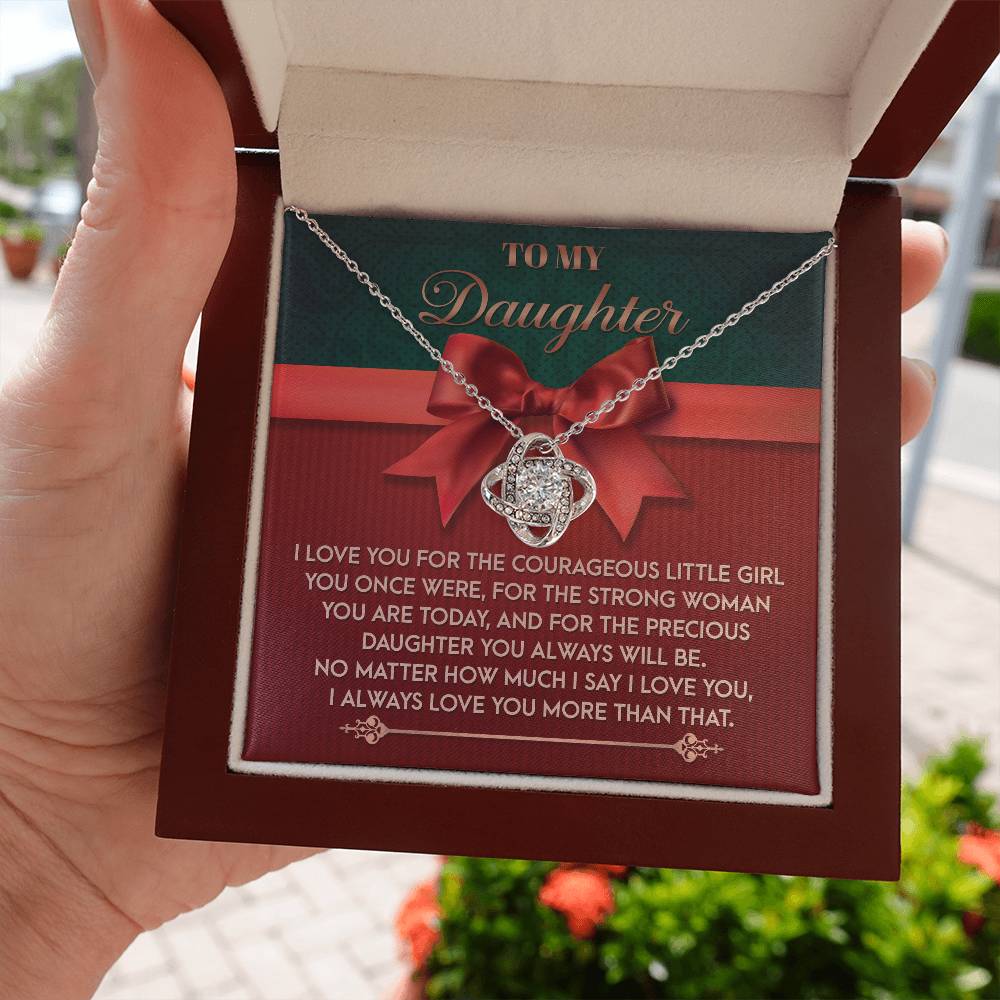 TO MY
Daughter
I LOVE YOU FOR THE COURAGEOUS LITTLE GIRL
YOU ONCE WERE, FOR THE STRONG WOMAN
YOU ARE TODAY, AND FOR THE PRECIOUS
DAUGHTER YOU ALWAYS WILL BE.
NO MATTER HOW MUCH I SAY I LOVE YOU,
I ALWAYS LOVE YOU MORE THAN THAT.